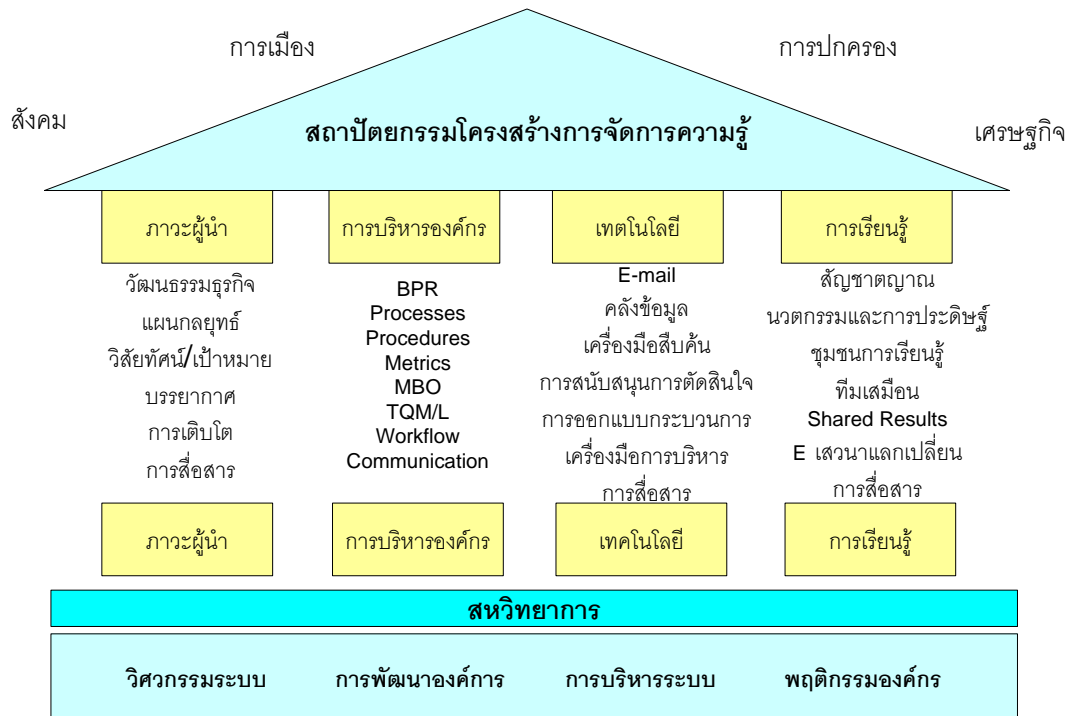 การเมือง
การปกครอง
สังคม
เศรษฐกิจ
สถาปัตยกรรมโครงสร้างการจัดการความรู้
ภาวะผู้นำ
วัฒนธรรมธุรกิจ
แผนกลยุทธ์
วิสัยทัศน์/เป้าหมาย
บรรยากาศ
การเติบโต
การสื่อสาร
ภาวะผู้นำ
การบริหารองค์กร
BPR
Processes
Procedures
Metrics
MBO
TQM/L
Workflow
Communication
การบริหารองค์กร
เทตโนโลยี
E-mail
คลังข้อมูล
เครื่องมือสืบค้น
การสนับสนุนการตัดสินใจ
การออกแบบกระบวนการ
เครื่องมือการบริหาร
การสื่อสาร
เทคโนโลยี
การเรียนรู้
สัญชาตญาณ
นวตกรรมและการประดิษฐ์
ชุมชนการเรียนรู้
ทีมเสมือน
Shared Results
E เสวนาแลกเปลี่ยน
การสื่อสาร
การเรียนรู้
สหวิทยาการ
วิศวกรรมระบบ
การพัฒนาองค์การ
การบริหารระบบ
พฤติกรรมองค์กร